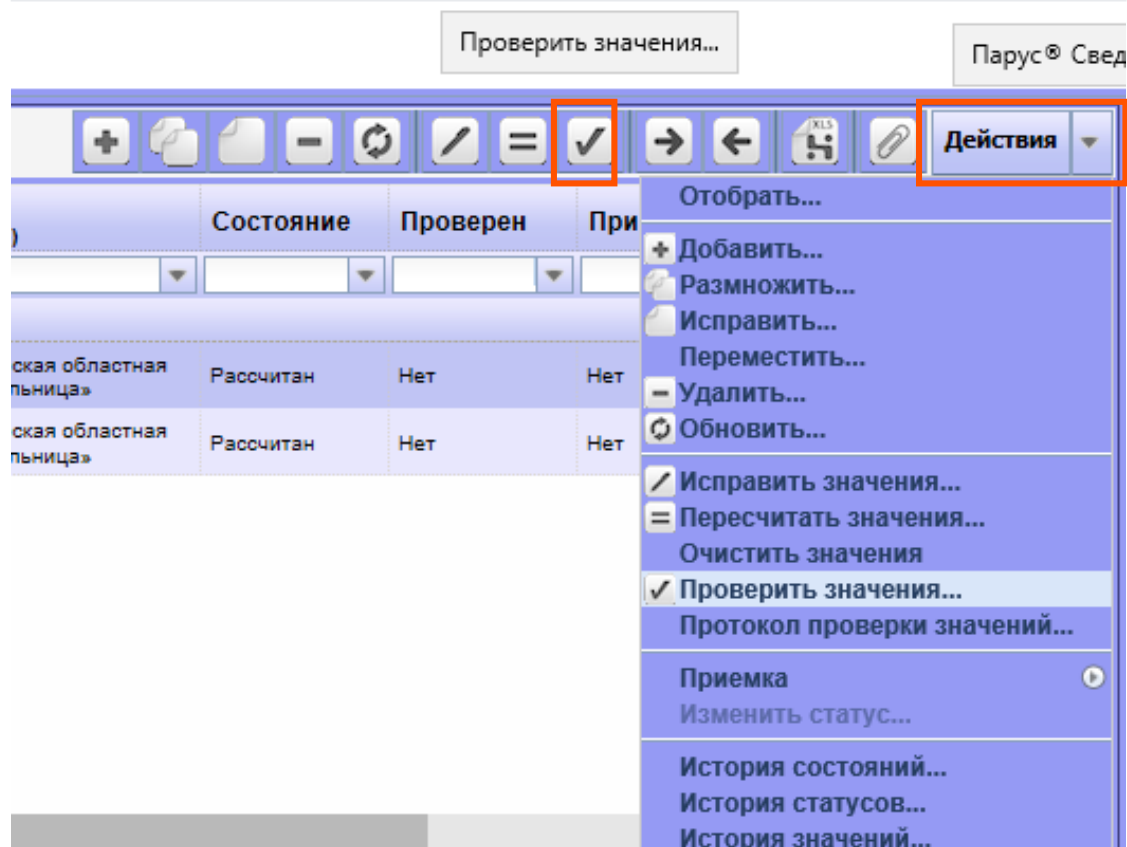 Проверить значения...
Парус® Свед
XLS
Действия
)
Состояние
Проверен
При
ская областная
льница»
Рассчитан
Нет
Нет
ская областная
льница»
Рассчитан
Нет
Нет
Отобрать...
Добавить...
Размножить...
Исправить...
Переместить...
Удалить...
Обновить...
Исправить значения...
Пересчитать значения...
Очистить значения
Проверить значения...
Протокол проверки значений...
Приемка
Изменить статус...
История состояний...
История статусов...
История значений...